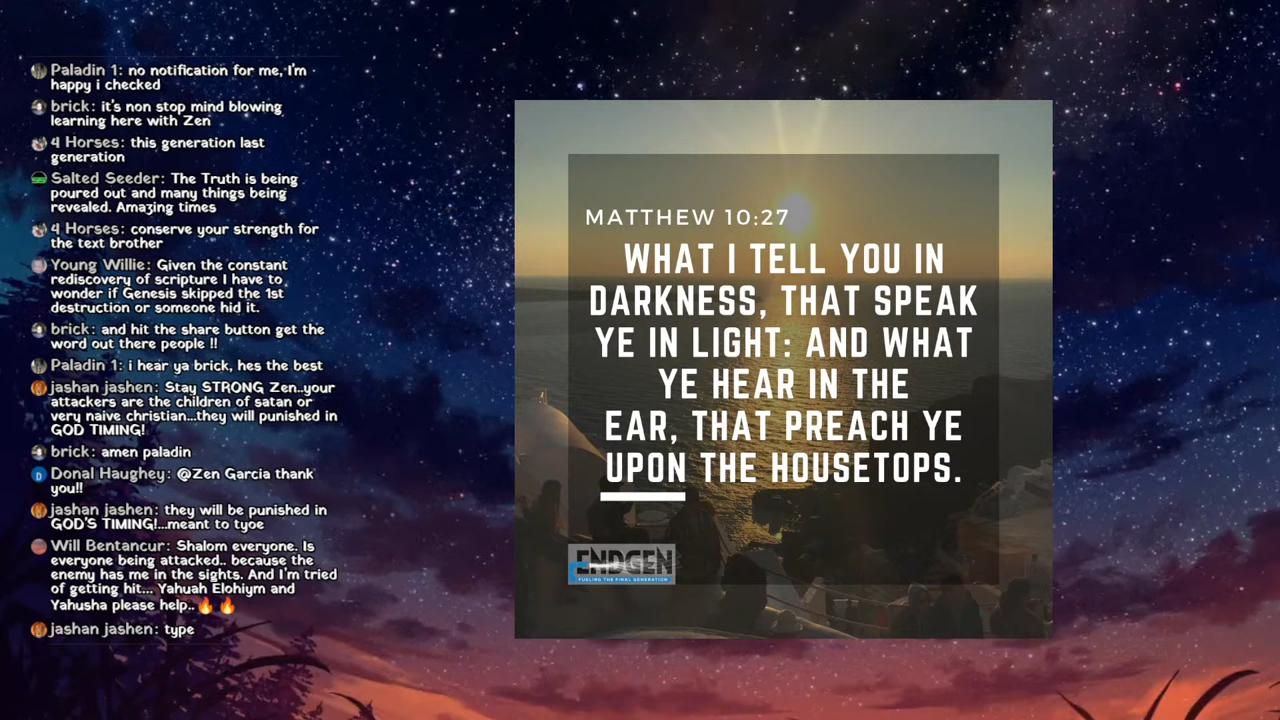 Paladin 1: no notification for me, I'm
happy i checked
brick: it's non stop mind blowing
learning here with Zen
4 Horses: this generation last
generation
Salted Seeder: The Truth is being
poured out and many things being
revealed. Amazing times
4 Horses: conserve your strength for
the text brother
Young Willie: Given the constant
rediscovery of scripture I have to
wonder if Genesis skipped the 1st
destruction or someone hid it.
brick: and hit the share button get the
word out there people !!
Paladin 1: i hear ya brick, hes the best
jashan jashen: Stay STRONG Zen..your
attackers are the children of satan or
very naive christian...they will punished in
GOD TIMING!
brick: amen paladin
D
Donal Haughey: @Zen Garcia thank
you!!
jashan jashen: they will be punished in
GOD'S TIMING!...meant to tyoe
Will Bentancur: Shalom everyone. Is
everyone being attacked.. because the
enemy has me in the sights. And I'm tried
of getting hit... Yahuah Elohiym and
Yahusha please help..🔥🔥
jashan jashen: type
MATTHEW 10:27
WHAT I TELL YOU IN
DARKNESS, THAT SPEAK
YE IN LIGHT: AND WHAT
YE HEAR IN THE
EAR, THAT PREACH YE
UPON THE HOUSETOPS.
ENDGEN
FUELING THE FINAL GENERATION